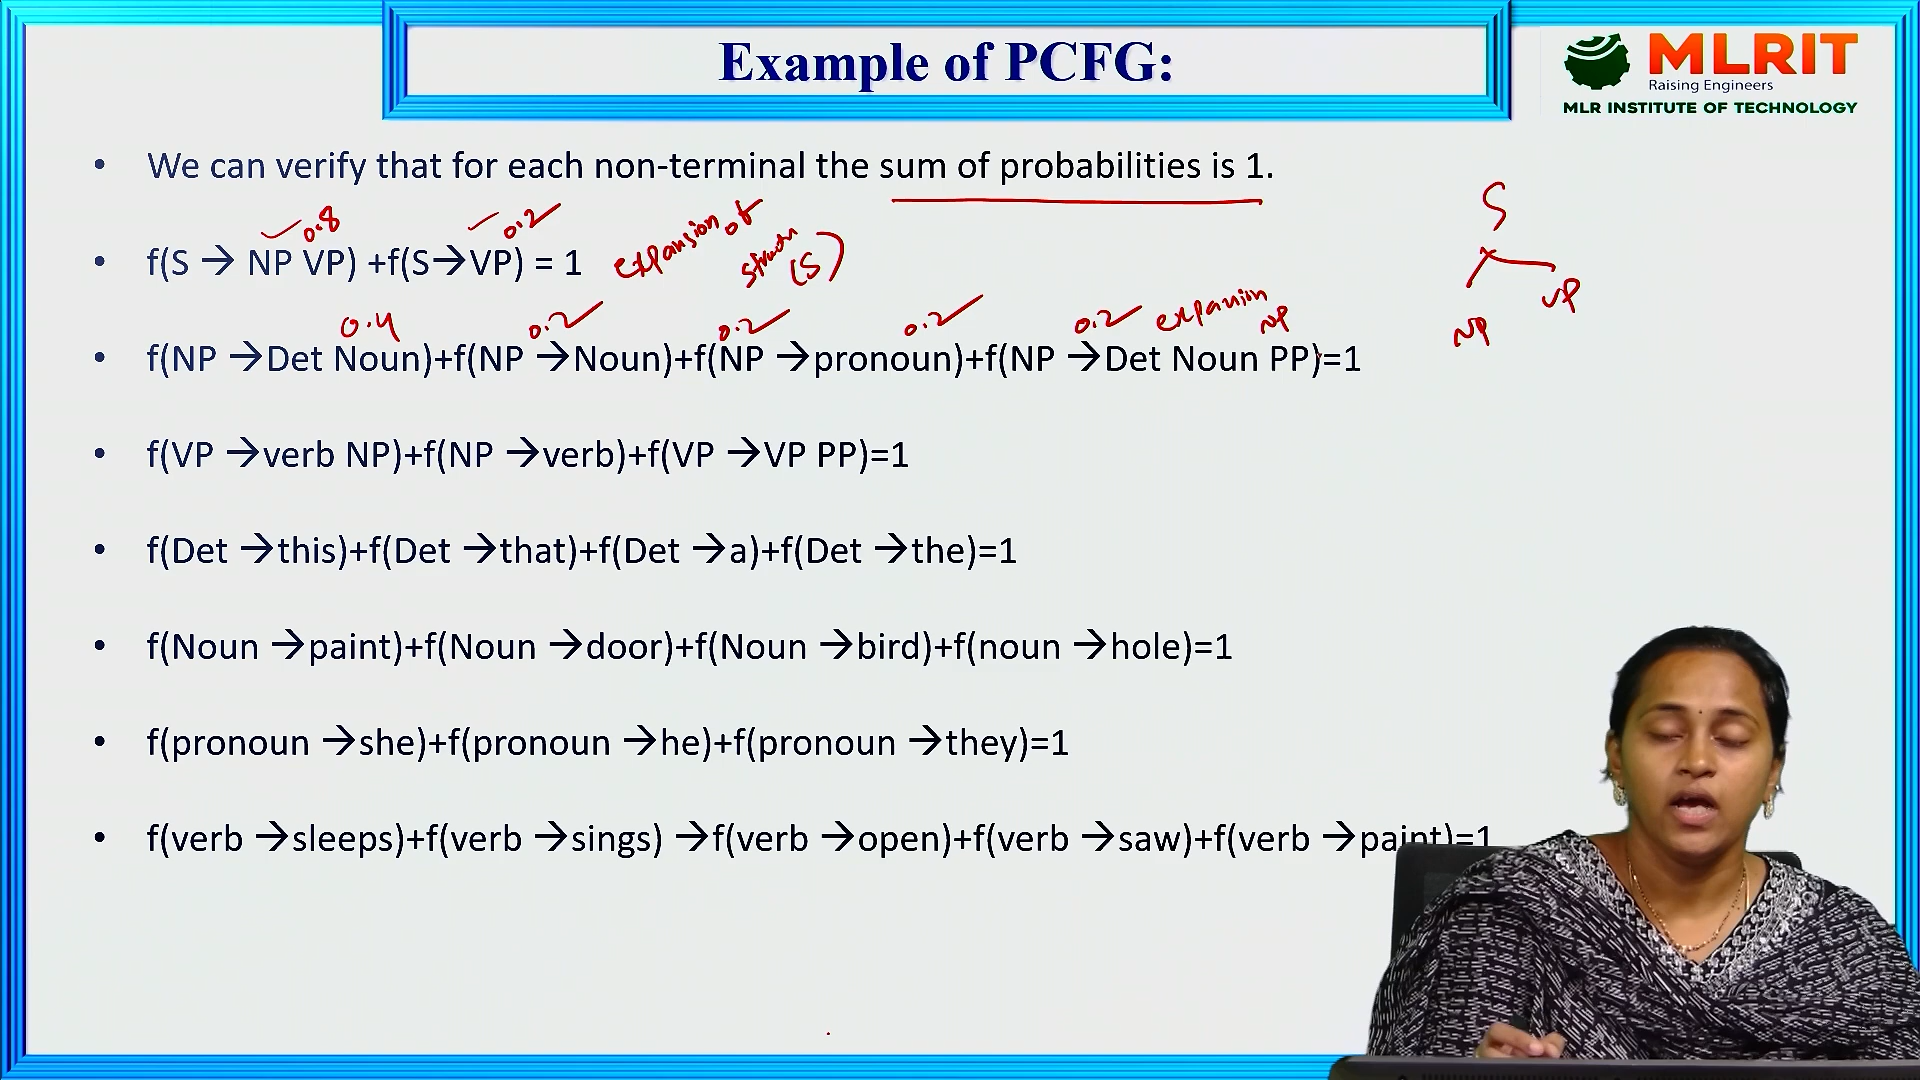 Example of PCFG:
MLRIT
Raising Engineers
MLR INSTITUTE OF TECHNOLOGY
• We can verify that for each non-terminal the sum of probabilities is 1.
0.8 0.2 expansion of
(S)
• f(S → NP VP) +f(S→VP) = 1
S
NP VP
0.4 0.2 0.2 0.2 0.2 expanion NP
• f(NP →Det Noun)+f(NP →Noun)+f(NP →pronoun)+f(NP →Det Noun PP)=1
• f(VP →verb NP)+f(NP →verb)+f(VP →VP PP)=1
• f(Det →this)+f(Det →that)+f(Det →a)+f(Det →the)=1
• f(Noun →paint)+f(Noun →door)+f(Noun →bird)+f(noun →hole)=1
• f(pronoun →she)+f(pronoun →he)+f(pronoun →they)=1
• f(verb →sleeps)+f(verb →sings) →f(verb →open)+f(verb →saw)+f(verb →paint)=1